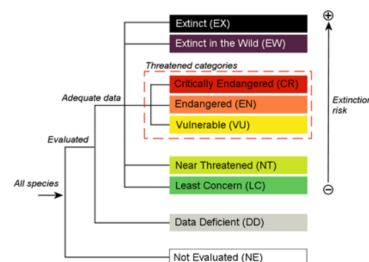 Extinct (EX)
Extinct in the Wild (EW)
Threatened categories
Critically Endangered (CR)
Adequate data
Endangered (EN)
Extinction
risk
Vulnerable (VU)
Evaluated
Near Threatened (NT)
All species
Least Concern (LC)
Data Deficient (DD)
Not Evaluated (NE)